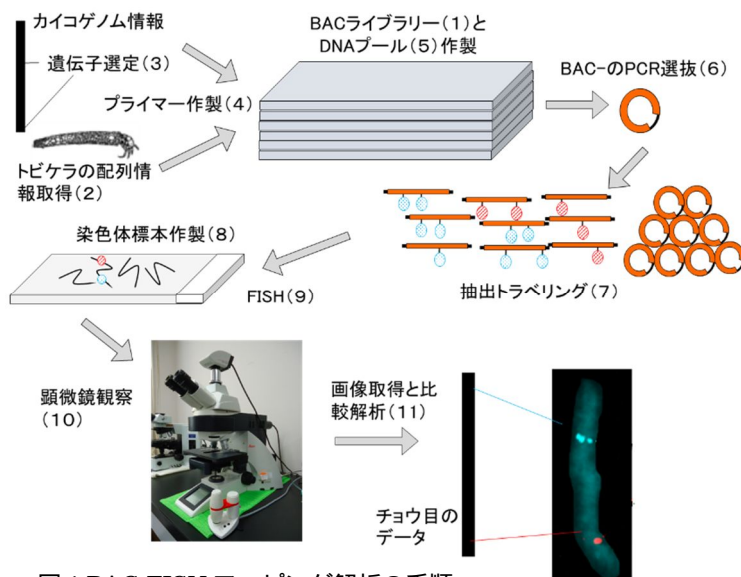 カイコゲノム情報
遺伝子選定(3)
プライマー作製(4)
トビケラの配列情
報取得(2)
BACライブラリー(1)と
DNAプール(5)作製
BAC-のPCR選抜(6)
抽出トラベリング(7)
染色体標本作製(8)
FISH(9)
顕微鏡観察
(10)
画像取得と比
較解析(11)
チョウ目の
データ